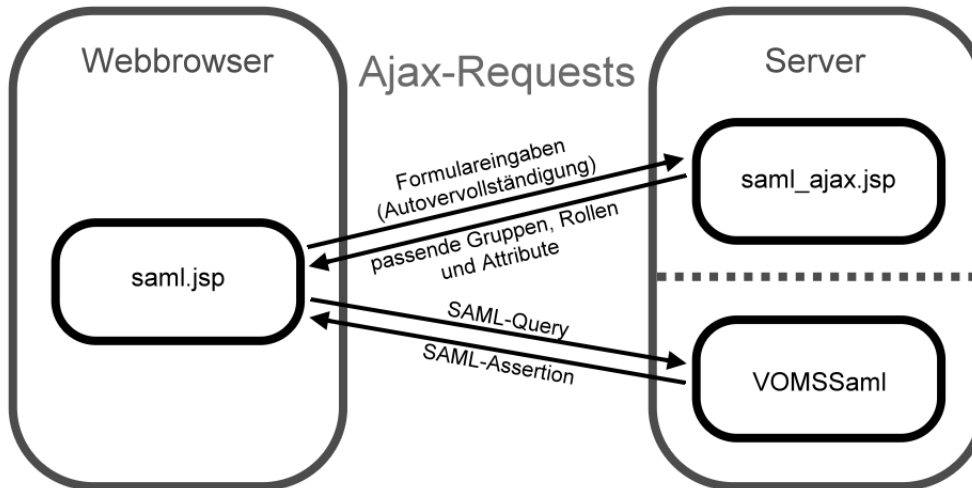 Webbrowser
Ajax-Requests
Server
Formulareingaben
(Autovervollständigung)
saml_ajax.jsp
passende Gruppen, Rollen
und Attribute
saml.jsp
SAML-Query
SAML-Assertion
VOMSSaml